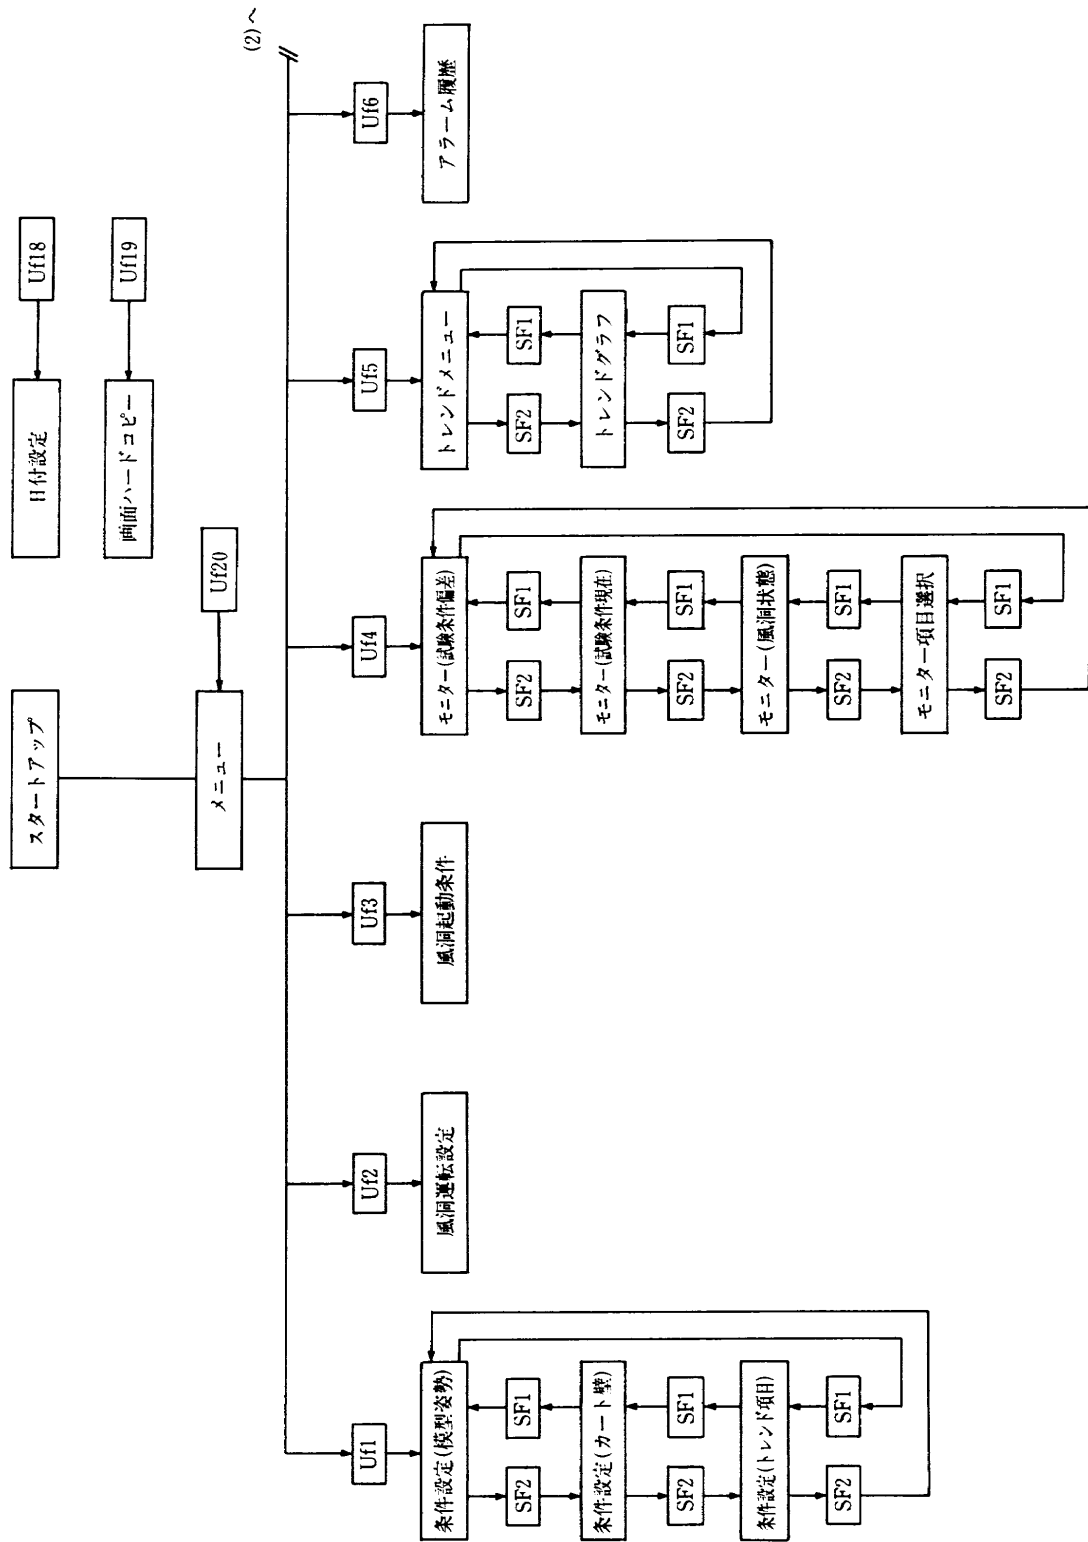 スタートアップ
日付設定
Uf18
画面ハードコピー
Uf19
メニュー
Uf20
(2)へ
Uf1
Uf2
Uf3
Uf4
Uf5
Uf6
条件設定(模型姿勢)
風洞運転設定
風洞起動条件
モニター(試験条件偏差)
トレンドメニュー
アラーム履歴
SF2
SF1
SF2
SF1
SF2
SF1
条件設定(カート壁)
モニター(試験条件現在)
トレンドグラフ
SF2
SF1
SF2
SF1
SF2
SF1
条件設定(トレンド項目)
モニター(風洞状態)
SF2
SF1
SF2
SF1
モニター項目選択
SF2
SF1